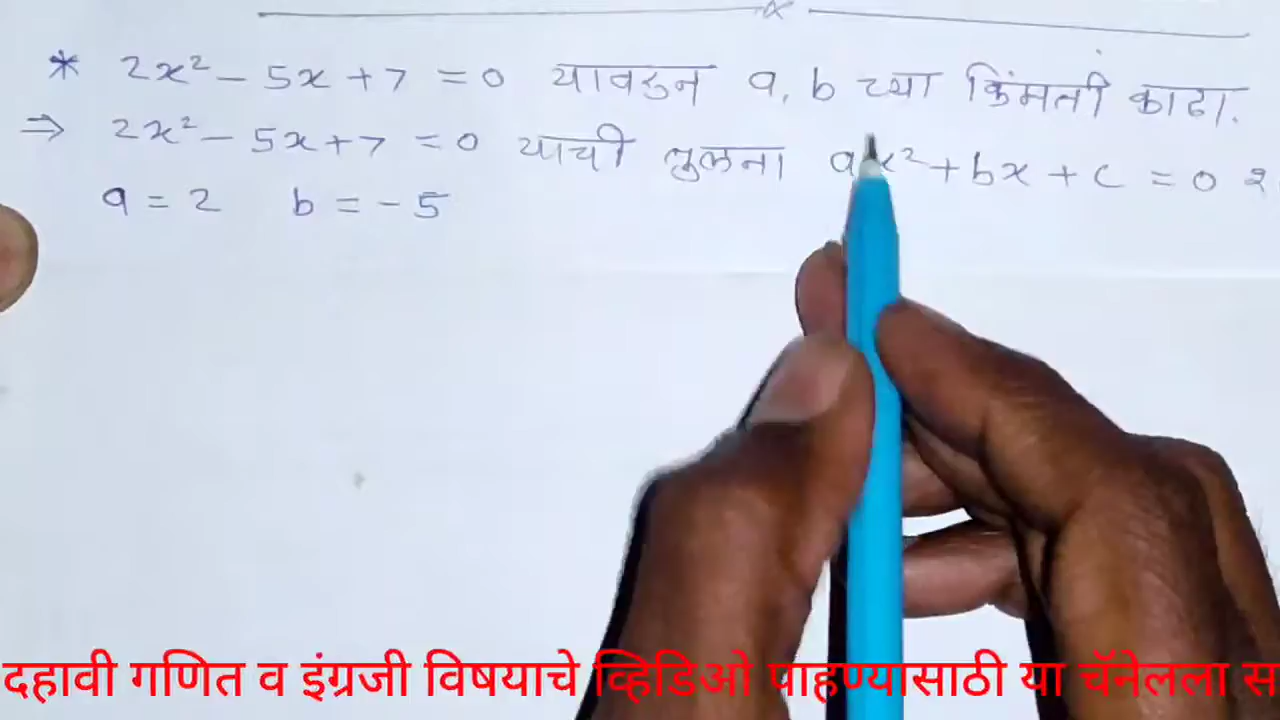 * 2x² - 5x + 7 = 0 यावरुन a, b च्या किंमती काढा.
⇒ 2x² - 5x + 7 = 0 याची तुलना ax² + bx + c = 0
a = 2 b = -5
दहावी गणित व इंग्रजी विषयाचे व्हिडिओ पाहण्यासाठी या चॅनेलला